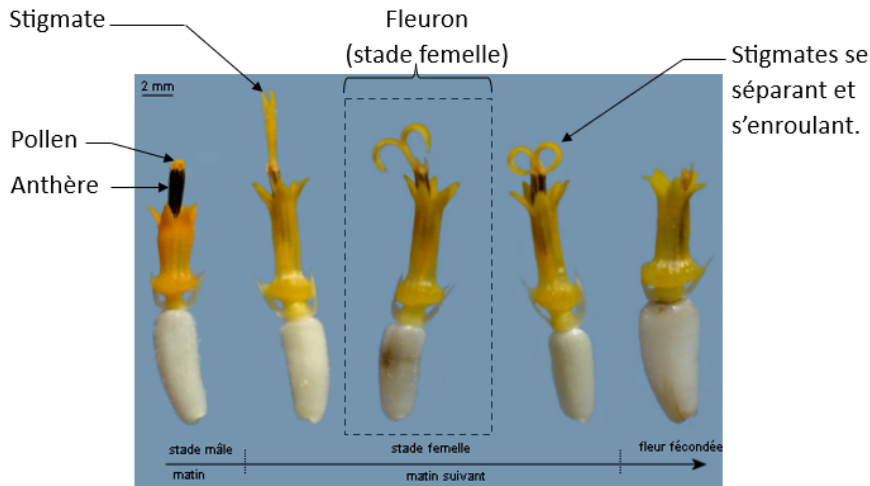 Stigmate
Fleuron
(stade femelle)
Stigmates se
séparant et
s’enroulant.
2 mm
Pollen
Anthère
stade mâle
stade femelle
fleur fécondée
matin
matin suivant